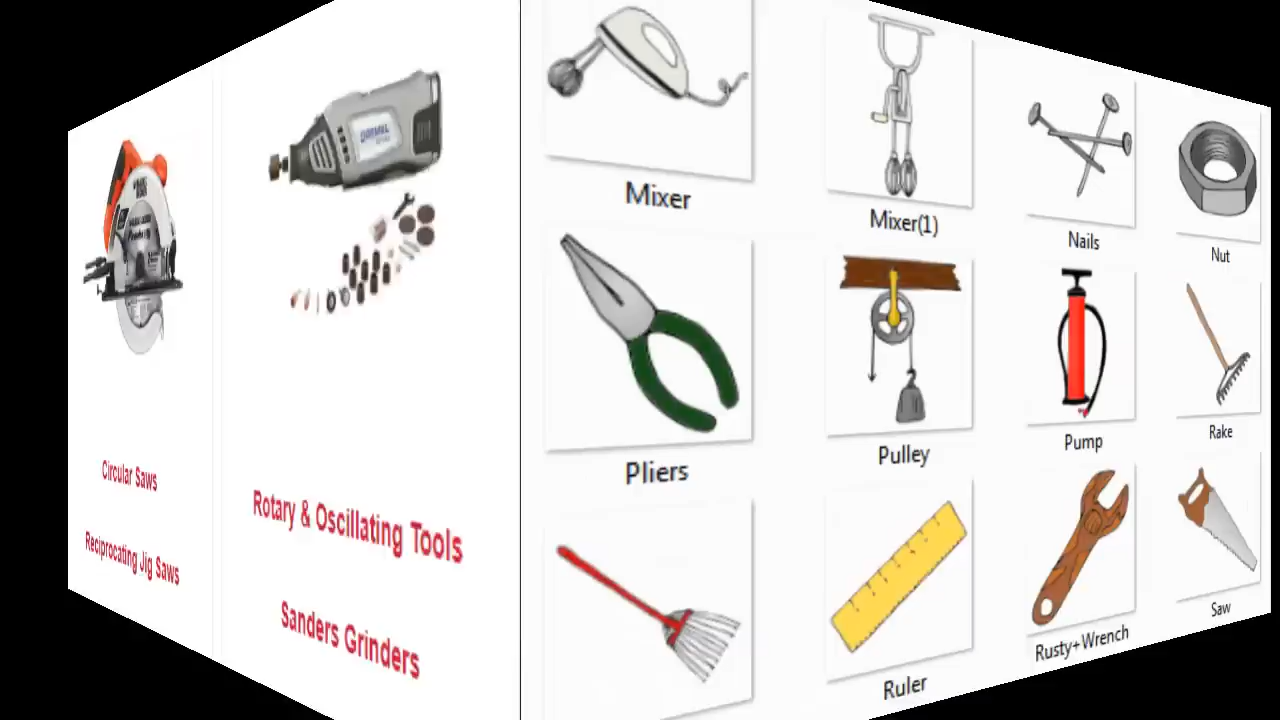 Circular Saws
Reciprocating Jig Saws
Rotary & Oscillating Tools
Sanders Grinders
DREMEL
Mixer
Mixer(1)
Nails
Nut
Pliers
Pulley
Pump
Rake
Ruler
Rusty+Wrench
Saw